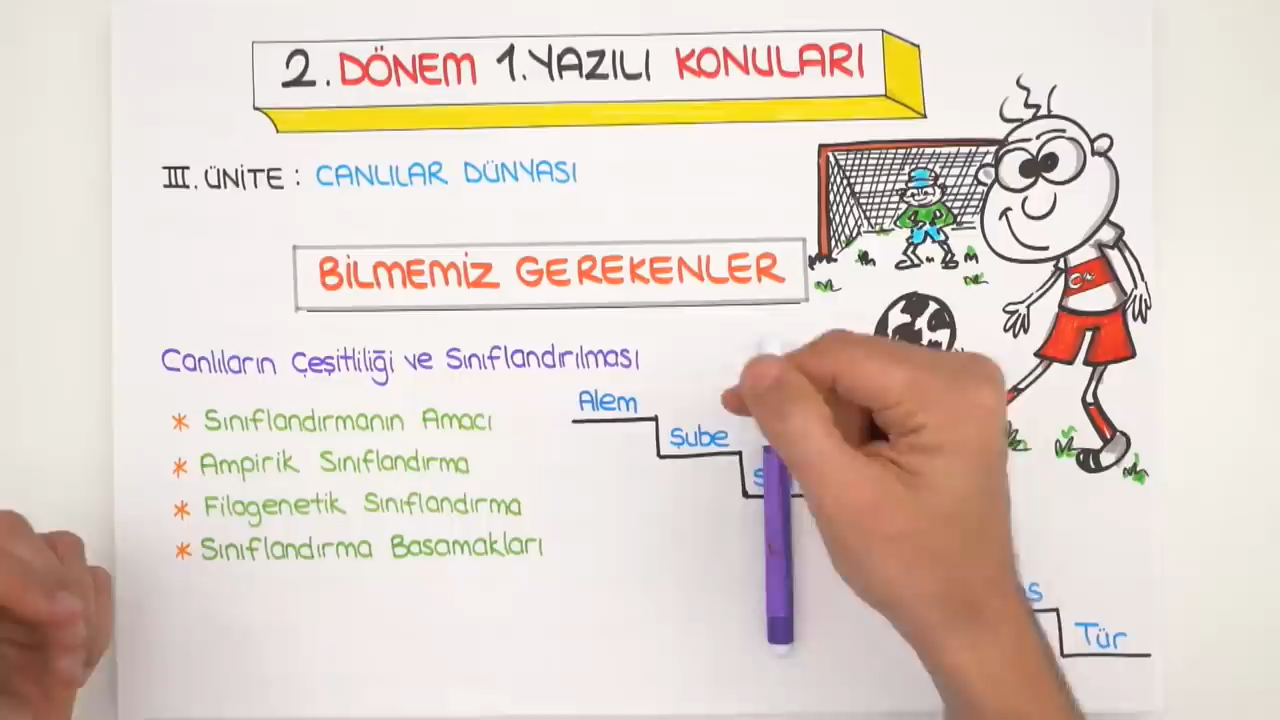 2. DÖNEM 1. YAZILI KONULARI
III. ÜNİTE : CANLILAR DÜNYASI
BİLMEMİZ GEREKENLER
Canlıların Çeşitliliği ve Sınıflandırılması
* Sınıflandırmanın Amacı
* Ampirik Sınıflandırma
* Filogenetik Sınıflandırma
* Sınıflandırma Basamakları
Alem
Şube
Tür